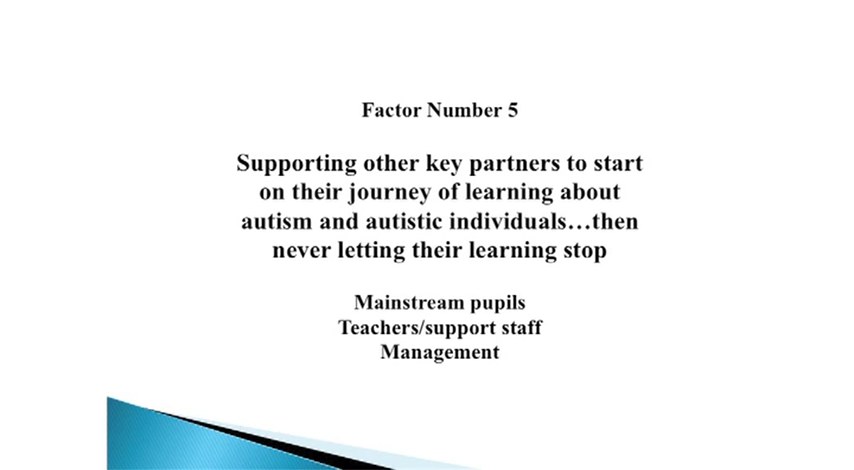 Factor Number 5
Supporting other key partners to start
on their journey of learning about
autism and autistic individuals…then
never letting their learning stop
Mainstream pupils
Teachers/support staff
Management